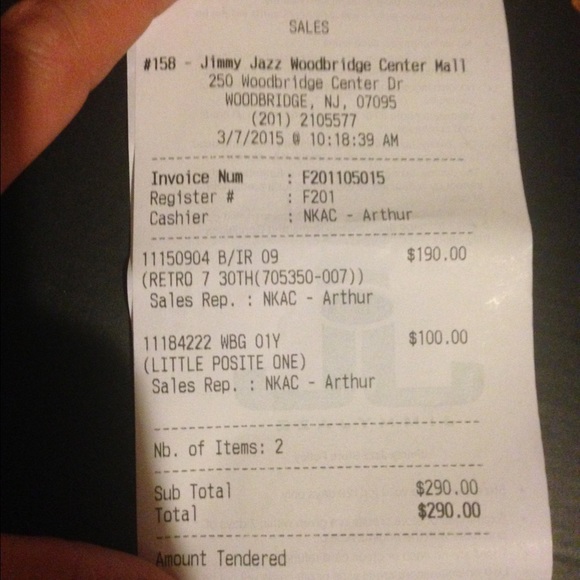 SALES
#158 - Jimmy Jazz Woodbridge Center Mall
250 Woodbridge Center Dr
WOODBRIDGE, NJ, 07095
(201) 2105577
3/7/2015 @ 10:18:39 AM
Invoice Num : F201105015
Register # : F201
Cashier : NKAC - Arthur
11150904 B/IR 09 $190.00
(RETRO 7 30TH(705350-007))
Sales Rep. : NKAC - Arthur
11184222 WBG 01Y $100.00
(LITTLE POSITE ONE)
Sales Rep. : NKAC - Arthur
Nb. of Items: 2
Sub Total $290.00
Total $290.00
Amount Tendered